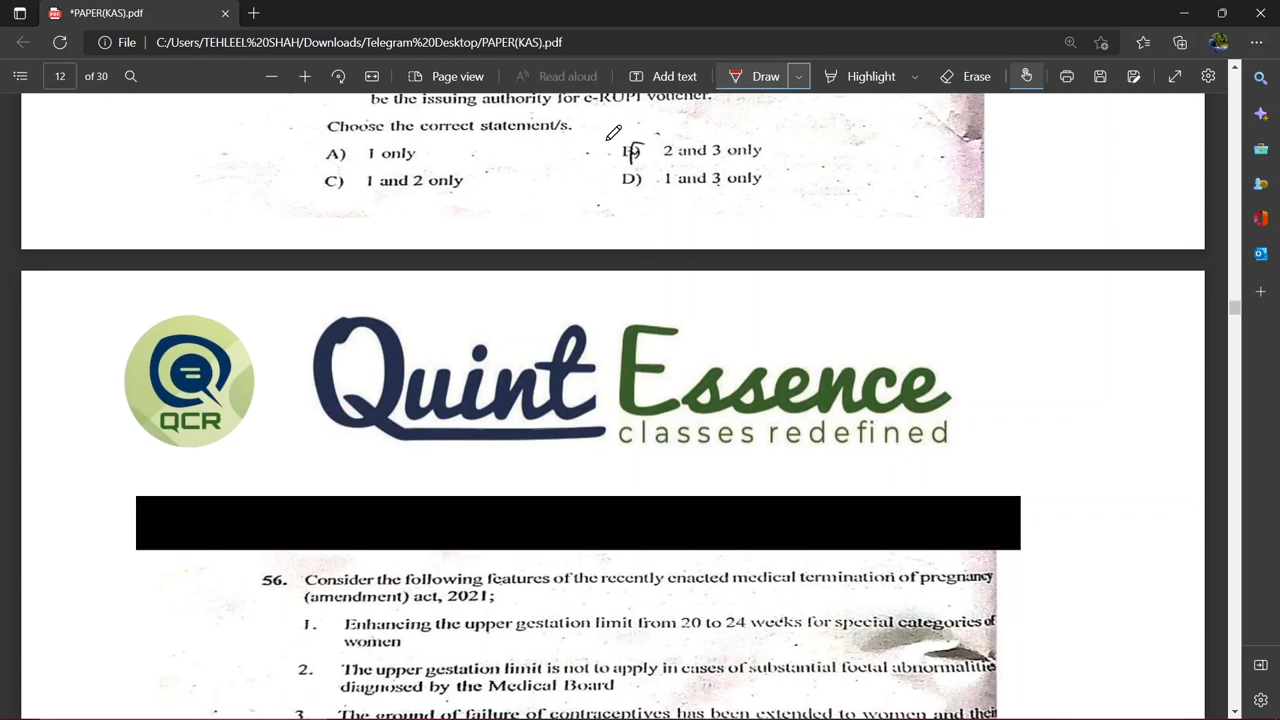 *PAPER(KAS).pdf
File C:/Users/TEHLEEL%20SHAH/Downloads/Telegram%20Desktop/PAPER(KAS).pdf
12 of 30 Page view Read aloud Add text Draw Highlight Erase
be the issuing authority for e-RUPI voucher.
Choose the correct statement/s.
A) 1 only 2 and 3 only
C) 1 and 2 only D) 1 and 3 only
QCR
Quint Essence
classes redefined
56. Consider the following features of the recently enacted medical termination of pregnancy
(amendment) act, 2021;
1. Enhancing the upper gestation limit from 20 to 24 weeks for special categories of
women
2. The upper gestation limit is not to apply in cases of substantial foetal abnormalitie
diagnosed by the Medical Board
3. The ground of failure of contraceptives has been extended to women and their